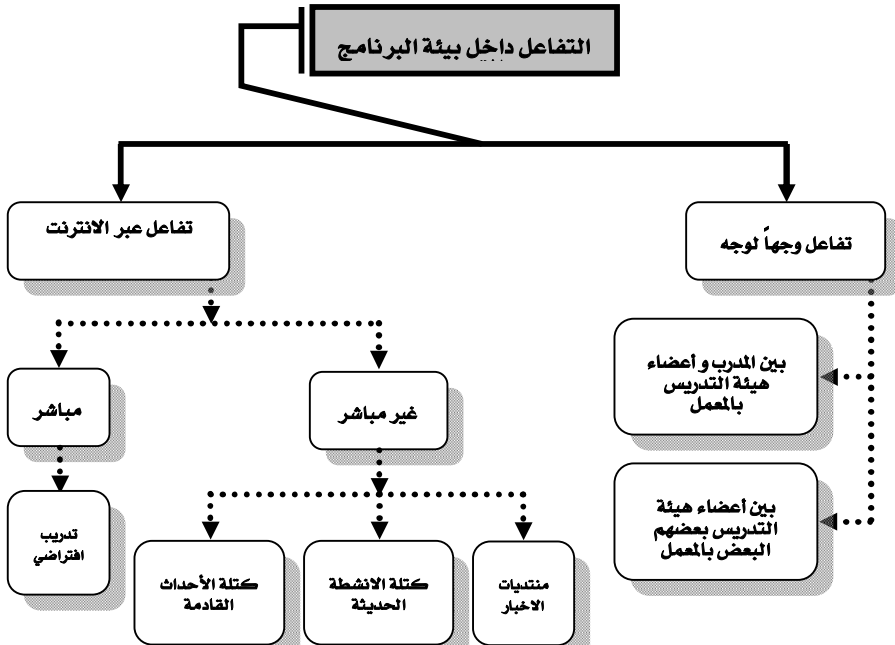 التفاعل داخل بيئة البرنامج
تفاعل وجهاً لوجه
تفاعل عبر الانترنت
بين المدرب و أعضاء
هيئة التدريس
بالمعمل
بين أعضاء هيئة
التدريس بعضهم
البعض بالمعمل
غير مباشر
مباشر
منتديات
الاخبار
كتلة الانشطة
الحديثة
كتلة الأحداث
القادمة
تدريب
افتراضي